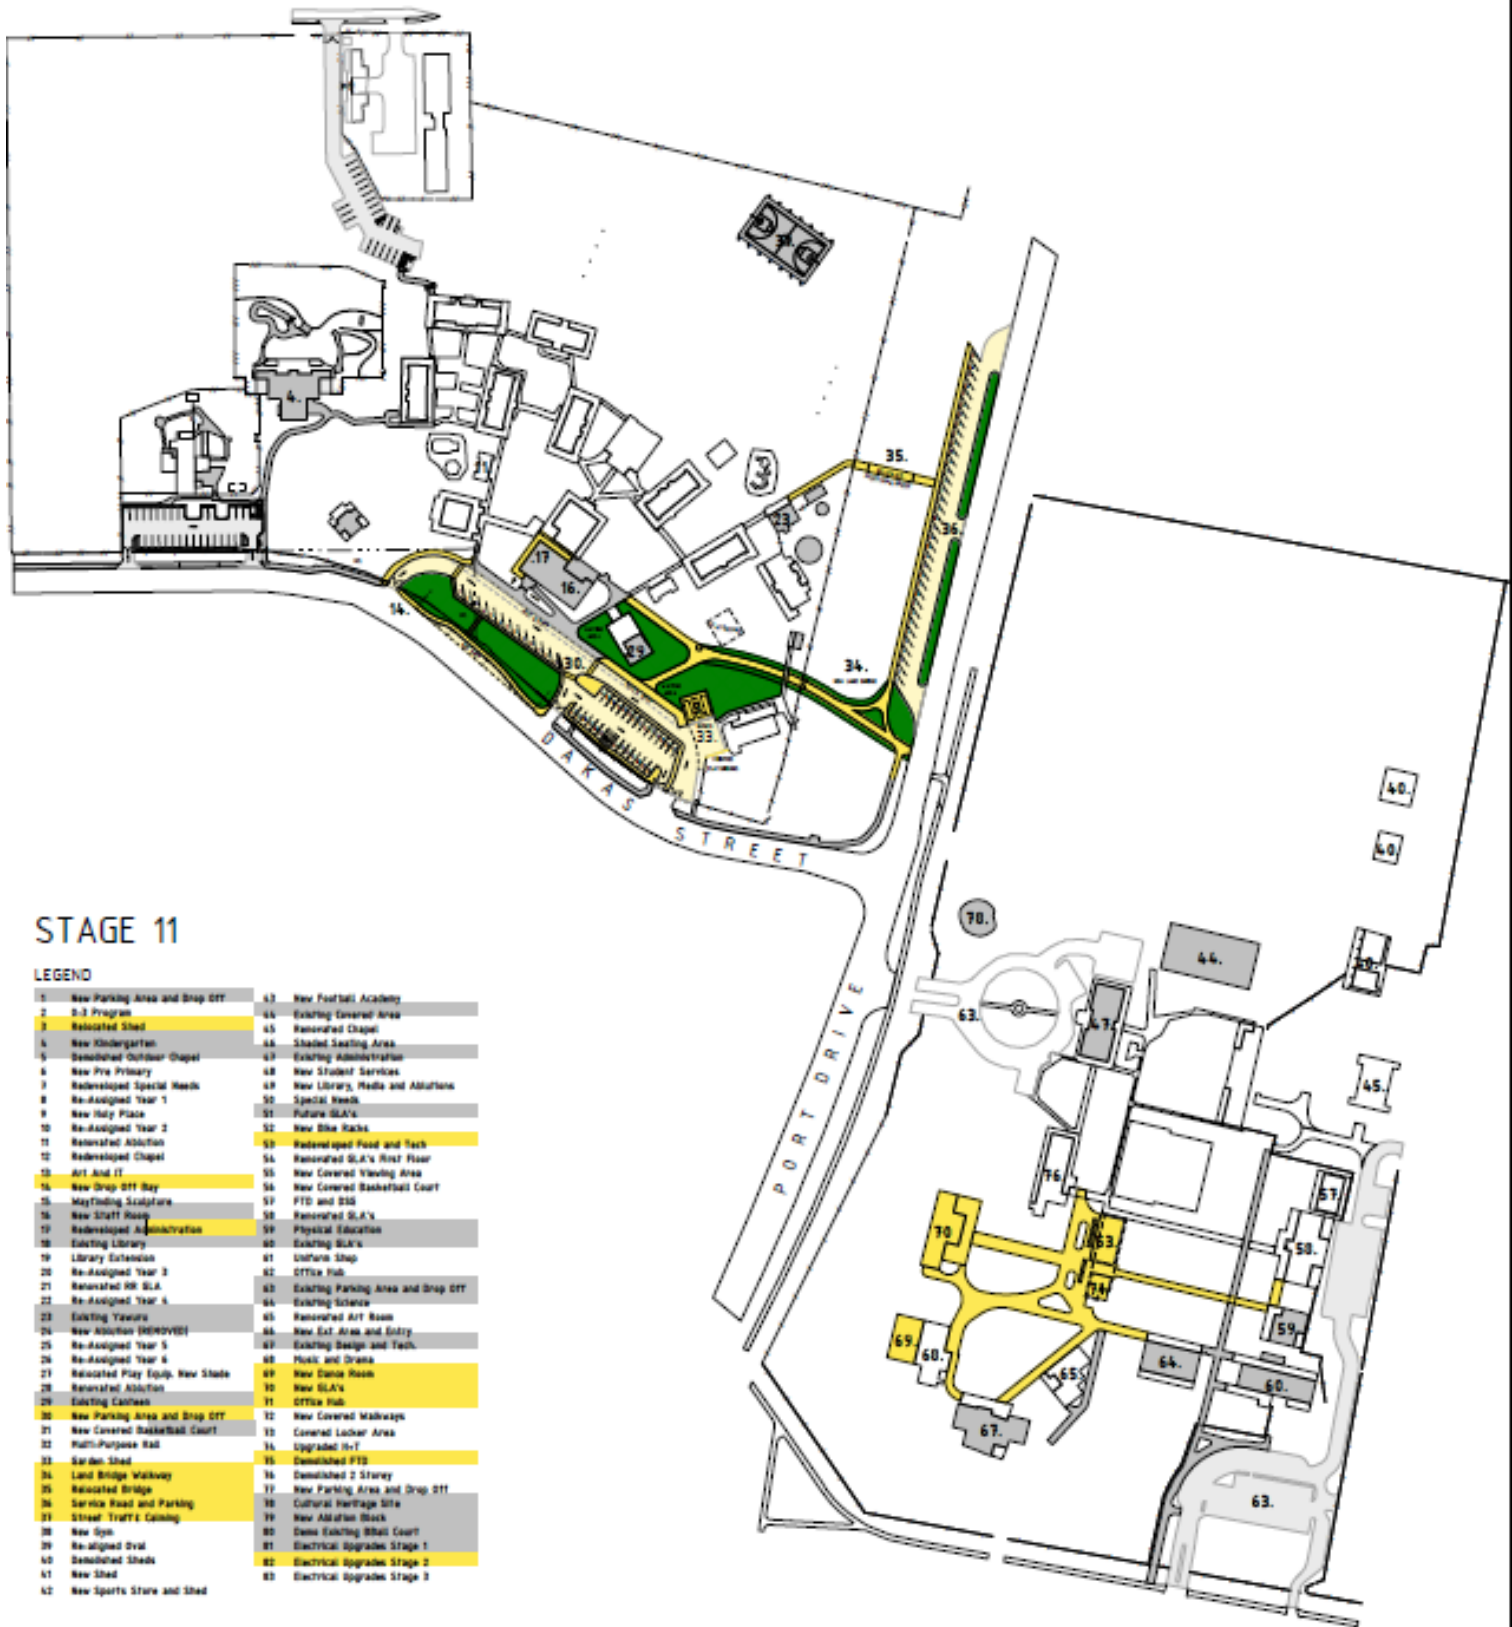 31.
4.
21
35.
23.
36.
.17
16.
14.
29.
30.
34.
33.
DAKAS STREET
40.
40.
78.
44.
40.
63.
47.
PORT DRIVE
45.
76.
57.
70.
53.
58.
71.
59.
69.
68.
65.
64.
60.
67.
63.
STAGE 11
LEGEND
1 New Parking Area and Drop Off
2 0-3 Program
3 Relocated Shed
4 New Kindergarten
5 Demolished Outdoor Chapel
6 New Pre Primary
7 Redeveloped Special Needs
8 Re-Assigned Year 1
9 New Holy Place
10 Re-Assigned Year 2
11 Renovated Ablution
12 Redeveloped Chapel
13 Art And IT
14 New Drop Off Bay
15 Wayfinding Sculpture
16 New Staff Room
17 Redeveloped Administration
18 Existing Library
19 Library Extension
20 Re-Assigned Year 3
21 Renovated RR GLA
22 Re-Assigned Year 4
23 Existing Yawuru
24 New Ablution (REMOVED)
25 Re-Assigned Year 5
26 Re-Assigned Year 6
27 Relocated Play Equip. New Shade
28 Renovated Ablution
29 Existing Canteen
30 New Parking Area and Drop Off
31 New Covered Basketball Court
32 Multi-Purpose Hall
33 Garden Shed
34 Land Bridge Walkway
35 Relocated Bridge
36 Service Road and Parking
37 Street Traffic Calming
38 New Gym
39 Re-aligned Oval
40 Demolished Sheds
41 New Shed
42 New Sports Store and Shed
43 New Football Academy
44 Existing Covered Area
45 Renovated Chapel
46 Shaded Seating Area
47 Existing Administration
48 New Student Services
49 New Library, Media and Ablutions
50 Special Needs
51 Future GLA's
52 New Bike Racks
53 Redeveloped Food and Tech
54 Renovated GLA's First Floor
55 New Covered Viewing Area
56 New Covered Basketball Court
57 FTD and DSG
58 Renovated GLA's
59 Physical Education
60 Existing GLA's
61 Uniform Shop
62 Office Hub
63 Existing Parking Area and Drop Off
64 Existing Science
65 Renovated Art Room
66 New Ext Area and Entry
67 Existing Design and Tech.
68 Music and Drama
69 New Dance Room
70 New GLA's
71 Office Hub
72 New Covered Walkways
73 Covered Locker Area
74 Upgraded H+T
75 Demolished FTD
76 Demolished 2 Storey
77 New Parking Area and Drop Off
78 Cultural Heritage Site
79 New Ablution Block
80 Demo Existing BBall Court
81 Electrical Upgrades Stage 1
82 Electrical Upgrades Stage 2
83 Electrical Upgrades Stage 3